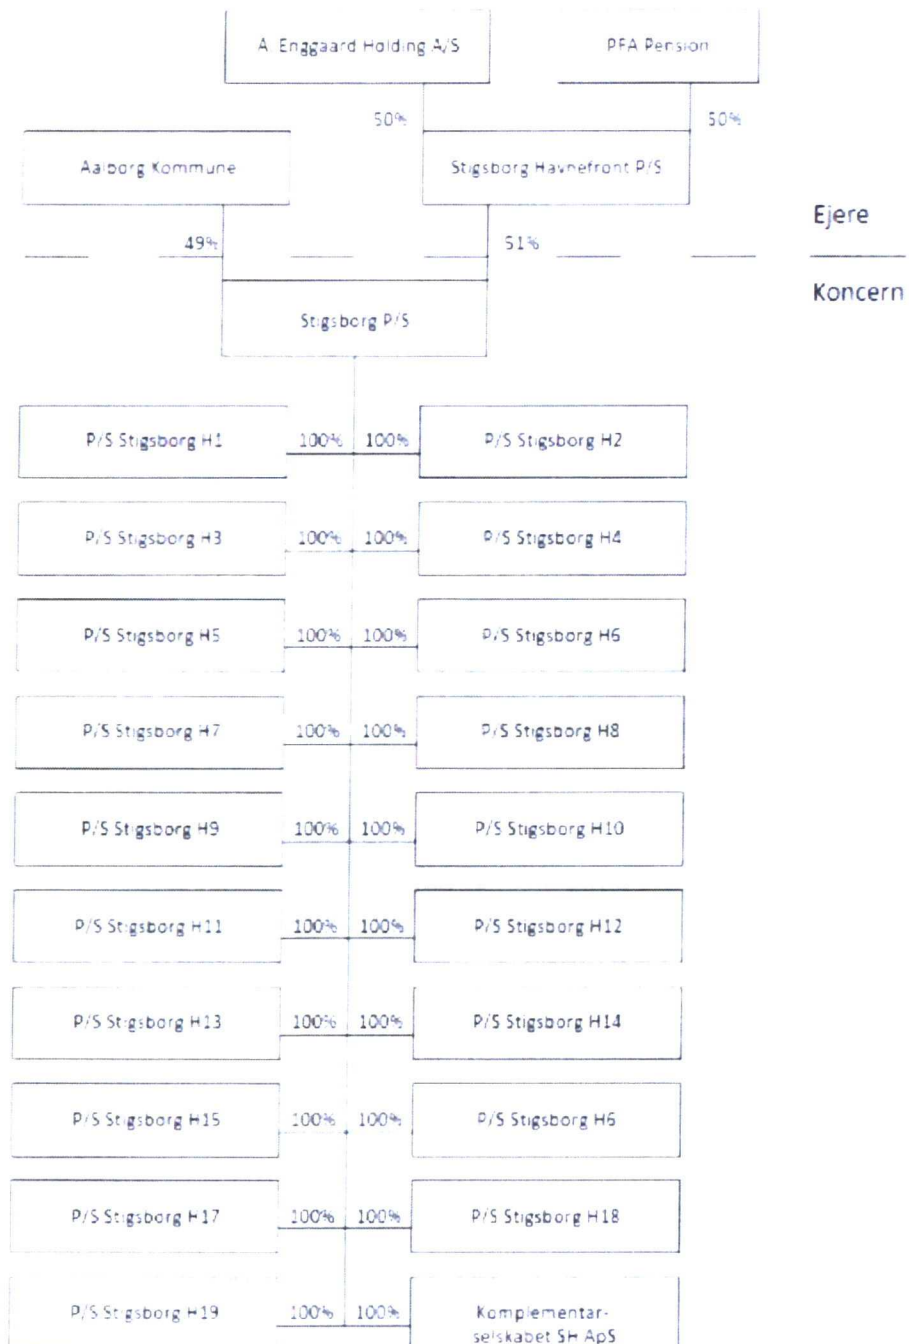 A. Enggaard Holding A/S
PFA Pension
50%
50%
Aalborg Kommune
Stigsborg Havnefront P/S
Ejere
49%
51%
Koncern
Stigsborg P/S
P/S Stigsborg H1
100%
100%
P/S Stigsborg H2
P/S Stigsborg H3
100%
100%
P/S Stigsborg H4
P/S Stigsborg H5
100%
100%
P/S Stigsborg H6
P/S Stigsborg H7
100%
100%
P/S Stigsborg H8
P/S Stigsborg H9
100%
100%
P/S Stigsborg H10
P/S Stigsborg H11
100%
100%
P/S Stigsborg H12
P/S Stigsborg H13
100%
100%
P/S Stigsborg H14
P/S Stigsborg H15
100%
100%
P/S Stigsborg H6
P/S Stigsborg H17
100%
100%
P/S Stigsborg H18
P/S Stigsborg H19
100%
100%
Komplementar-
selskabet SH ApS